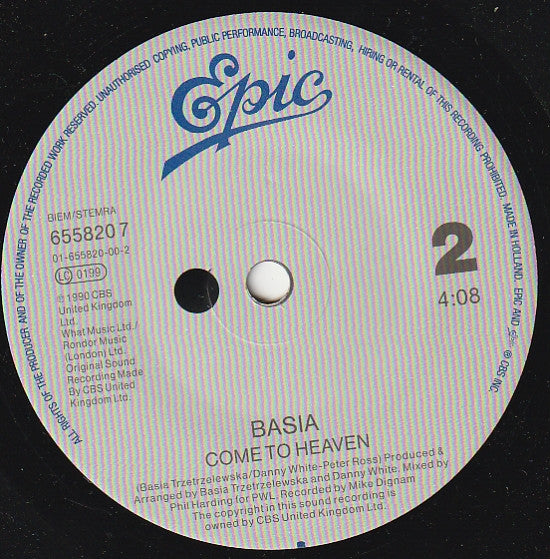 ALL RIGHTS OF THE PRODUCER AND OF THE OWNER OF THE RECORDED WORK RESERVED. UNAUTHORISED COPYING, PUBLIC PERFORMANCE, BROADCASTING, HIRING OR RENTAL OF THIS RECORDING PROHIBITED. MADE IN HOLLAND. EPIC AND Epic ® CBS INC.
Epic
BIEM/STEMRA
6558207
01-655820-00-2
LC 0199
℗ 1990 CBS
United Kingdom
Ltd.
What Music Ltd./
Rondor Music
(London) Ltd.
Original Sound
Recording Made
By CBS United
Kingdom Ltd.
2
4:08
BASIA
COME TO HEAVEN
(Basia Trzetrzelewska/Danny White-Peter Ross) Produced &
Arranged by Basia Trzetrzelewska and Danny White. Mixed by
Phil Harding for PWL. Recorded by Mike Dignam
The copyright in this sound recording is
owned by CBS United Kingdom Ltd.